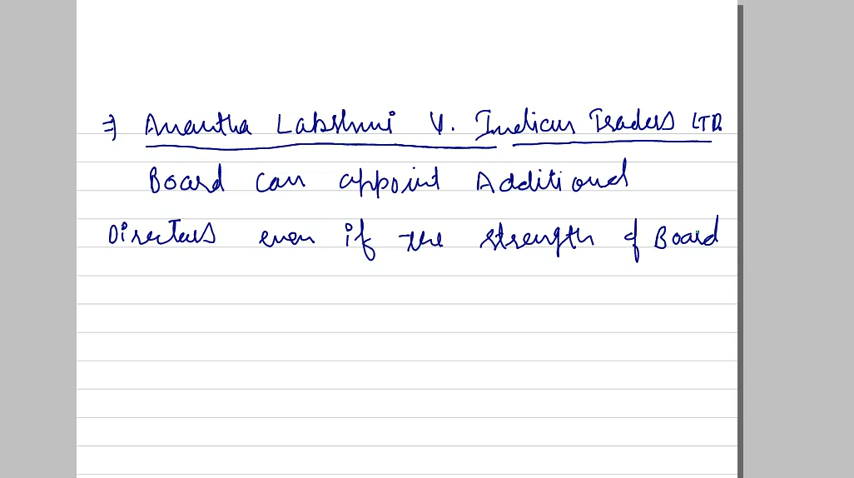 ⇒ Anantha Lakshmi V. Indian Traders LTD.
Board can appoint Additional
Directors even if the strength of Board